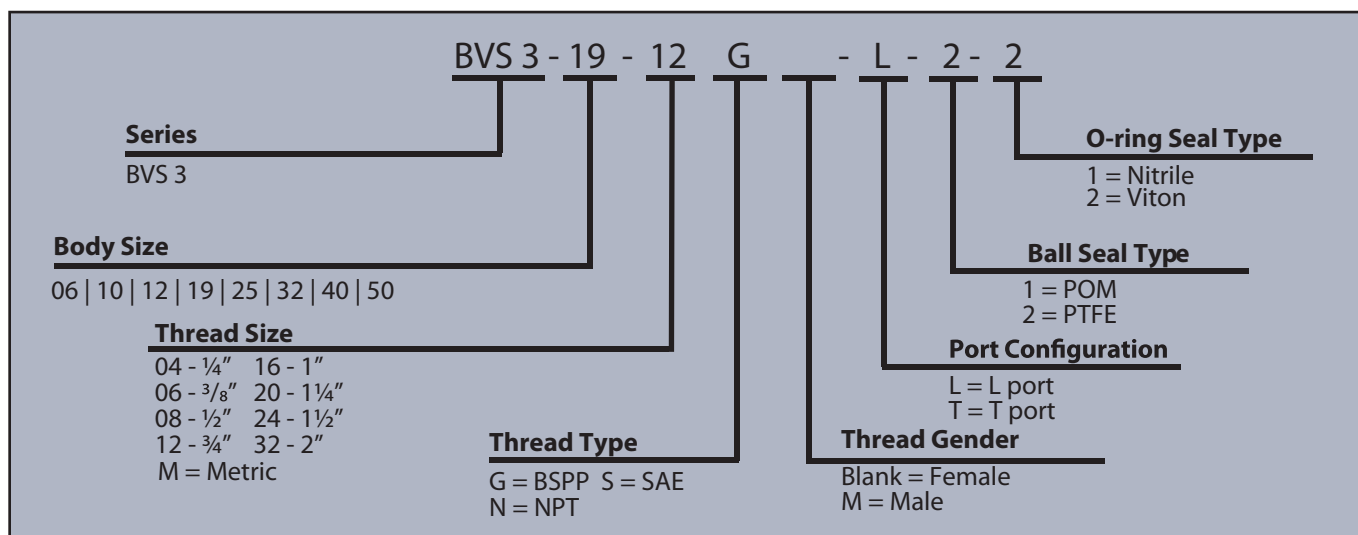 BVS 3 - 19 - 12 G - L - 2 - 2
Series
BVS 3
Body Size
06 | 10 | 12 | 19 | 25 | 32 | 40 | 50
Thread Size
04 - ¼” 16 - 1”
06 - ³/₈” 20 - 1¼”
08 - ½” 24 - 1½”
12 - ¾” 32 - 2”
M = Metric
Thread Type
G = BSPP S = SAE
N = NPT
Thread Gender
Blank = Female
M = Male
Port Configuration
L = L port
T = T port
Ball Seal Type
1 = POM
2 = PTFE
O-ring Seal Type
1 = Nitrile
2 = Viton